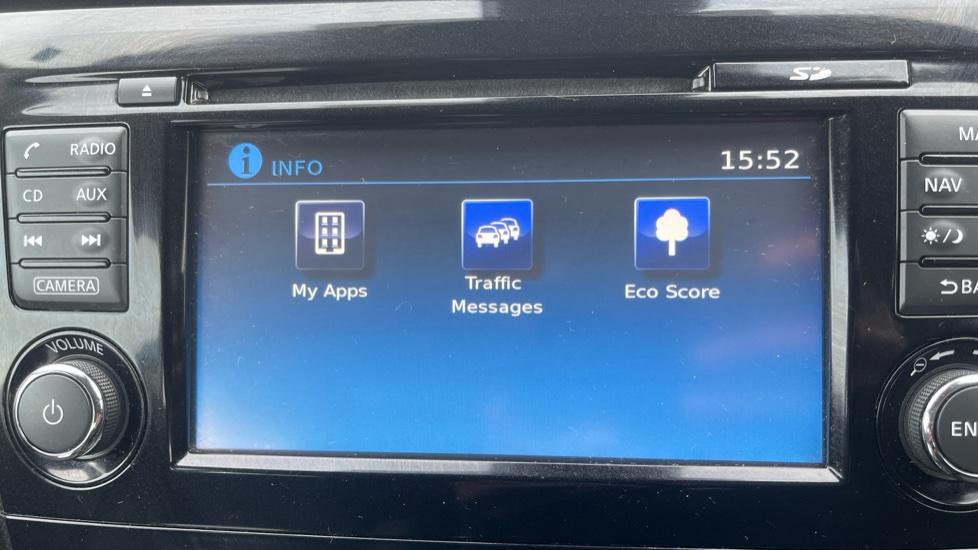 SD
RADIO
CD AUX
CAMERA
VOLUME
i INFO
15:52
My Apps
Traffic
Messages
Eco Score
NAV